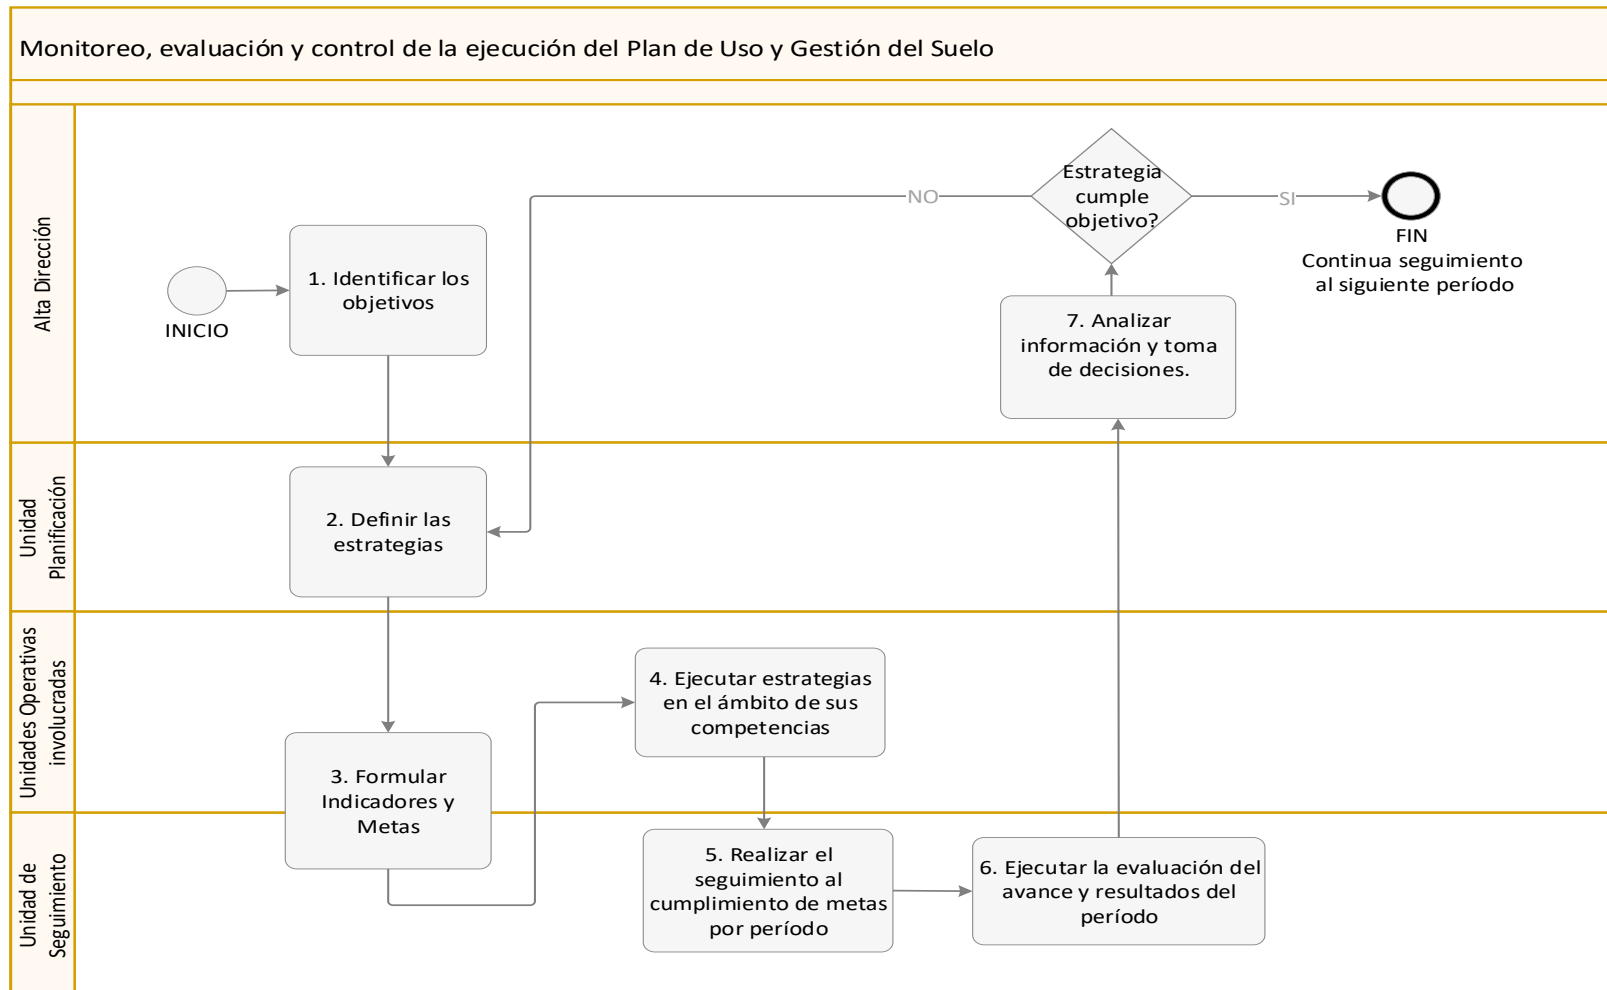 Monitoreo, evaluación y control de la ejecución del Plan de Uso y Gestión del Suelo
Alta Dirección
INICIO
1. Identificar los
objetivos
NO
Estrategia
cumple
objetivo?
SI
FIN
Continua seguimiento
al siguiente período
7. Analizar
información y toma
de decisiones.
Unidad
Planificación
2. Definir las
estrategias
Unidades Operativas
involucradas
3. Formular
Indicadores y
Metas
4. Ejecutar estrategias
en el ámbito de sus
competencias
Unidad de
Seguimiento
5. Realizar el
seguimiento al
cumplimiento de metas
por período
6. Ejecutar la evaluación del
avance y resultados del
período